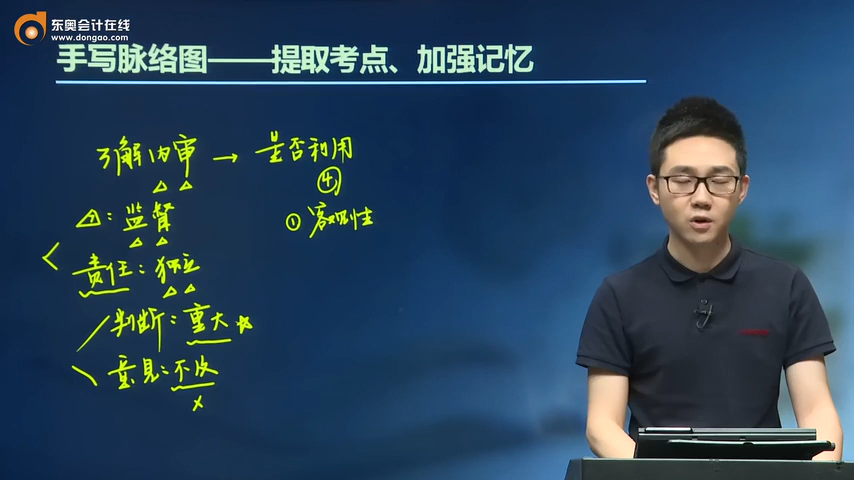 东奥会计在线
www.dongao.com
手写脉络图——提取考点、加强记忆
了解内审 → 是否利用
④
① 客观性
监督
责任：独立
判断：重大
意见：不改
×